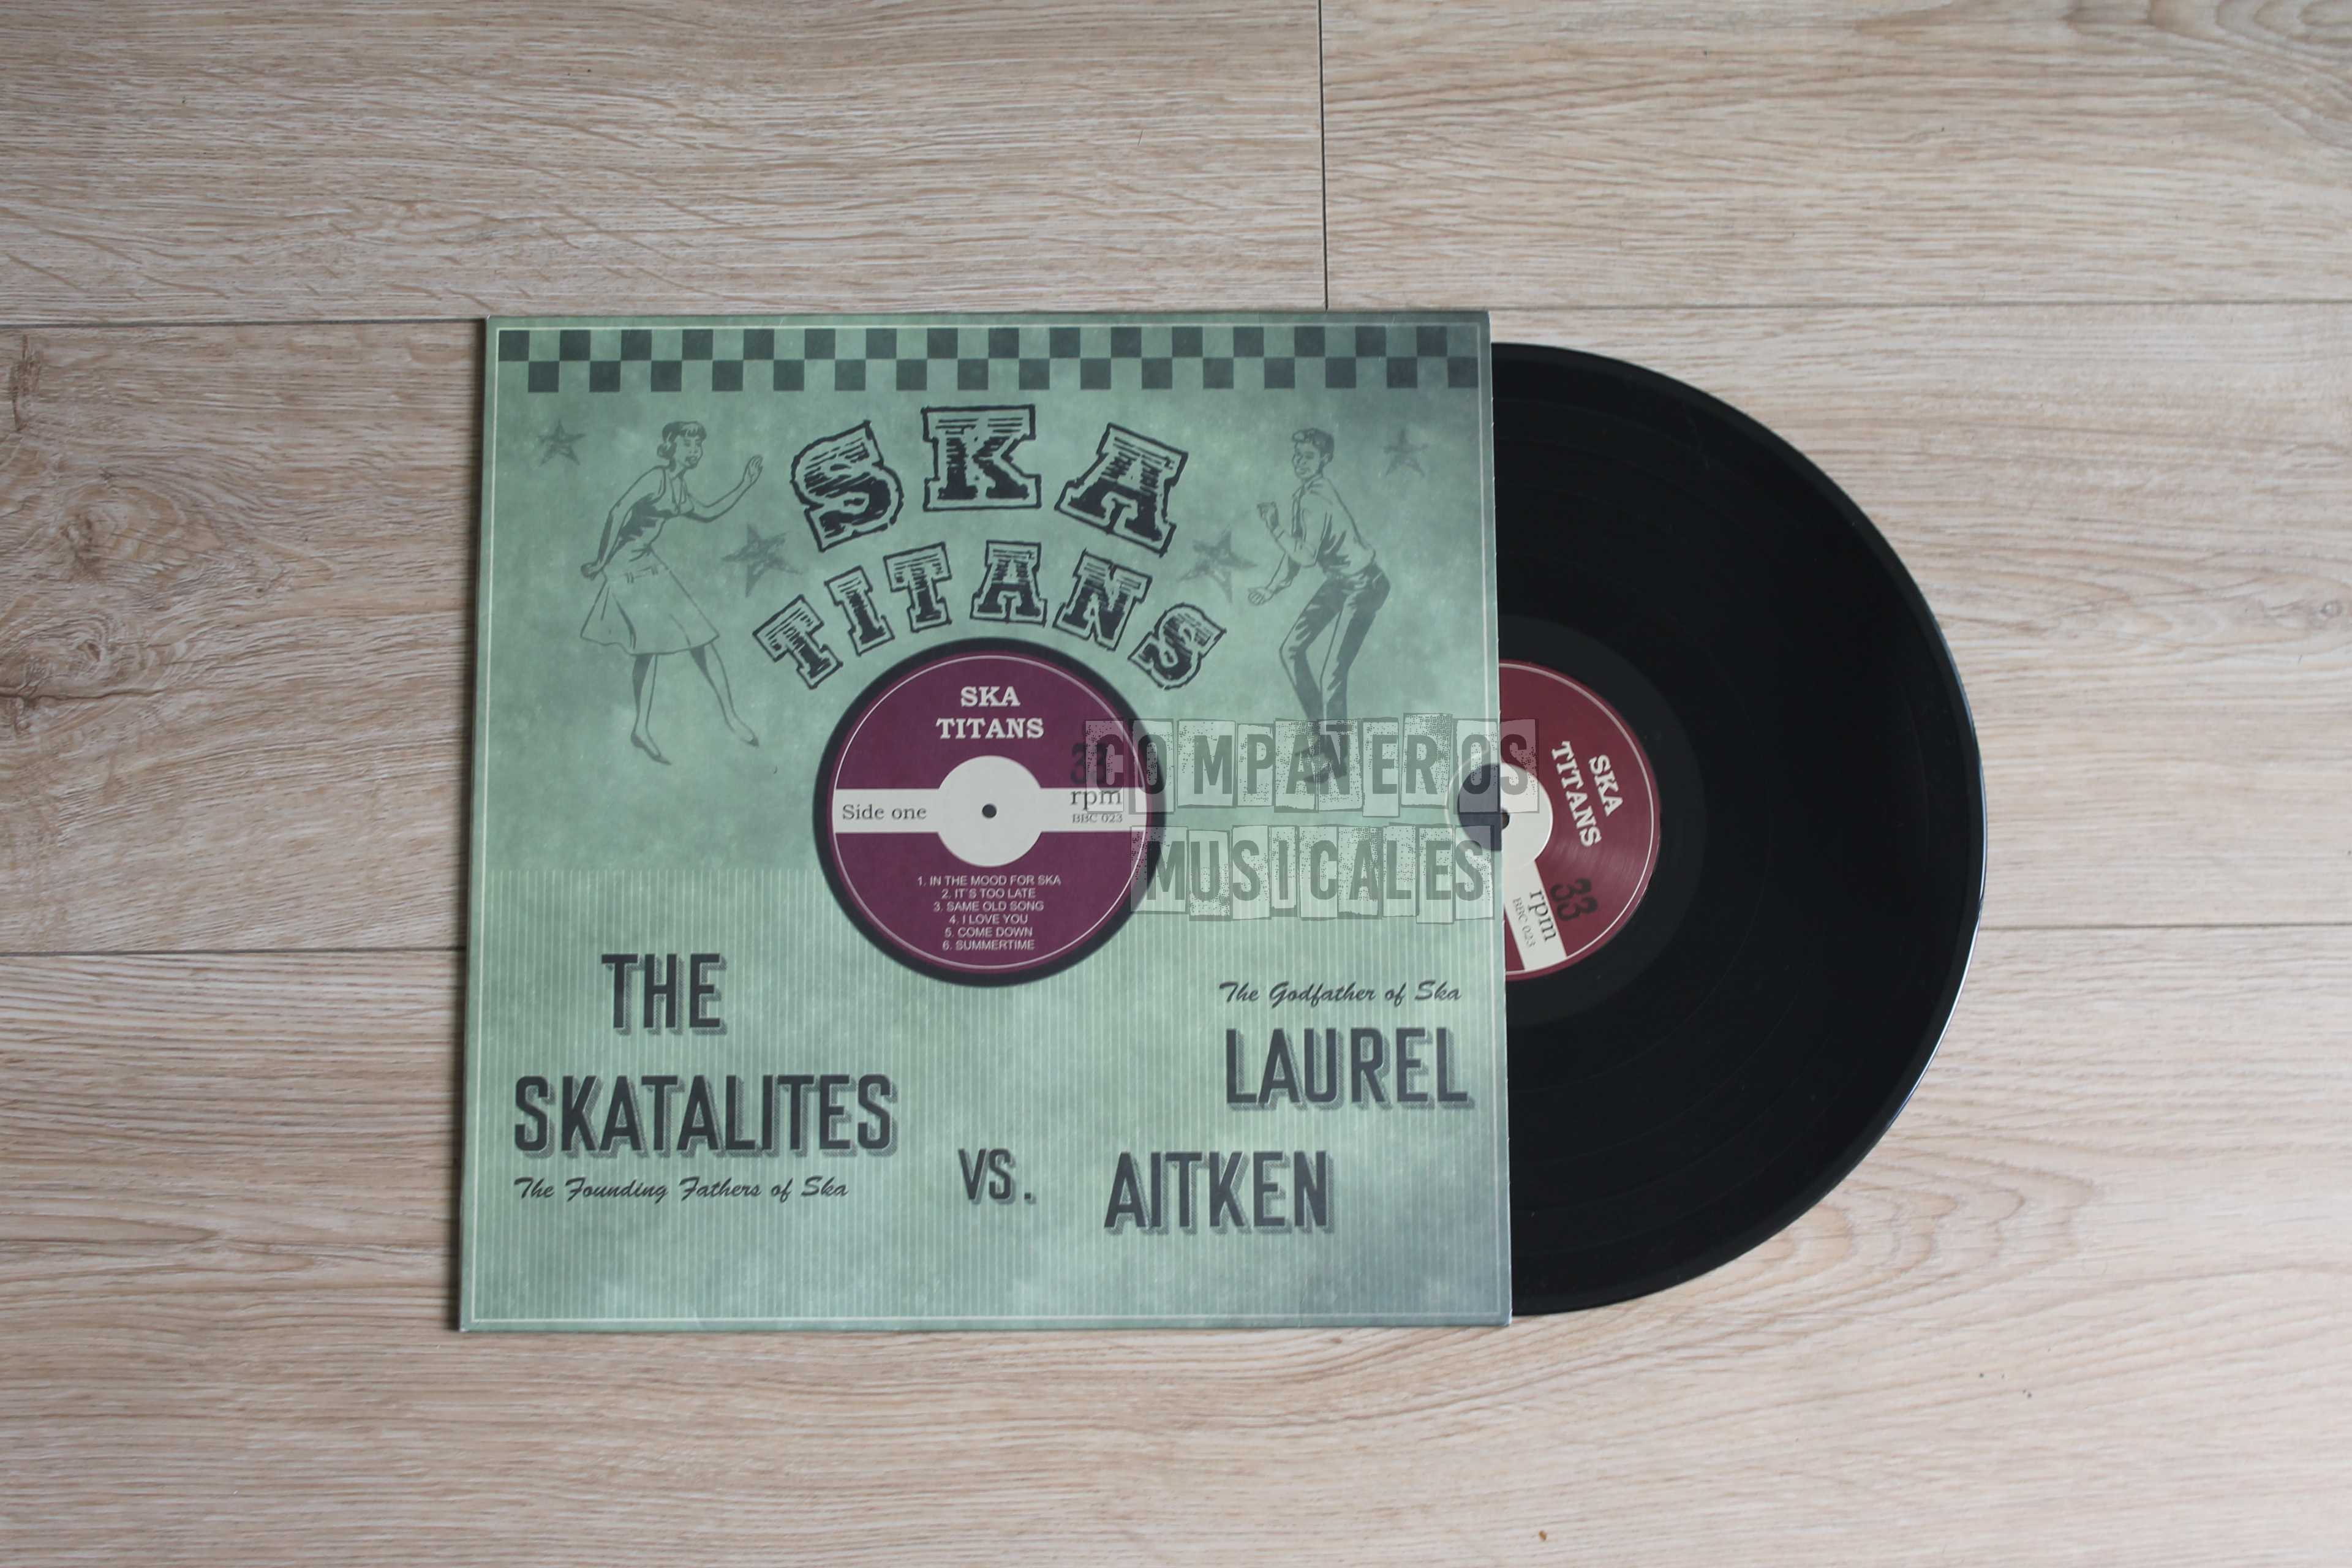 SKA
TITANS
SKA
TITANS
Side one
33
rpm
BBC 023
1. IN THE MOOD FOR SKA
2. IT'S TOO LATE
3. SAME OLD SONG
4. I LOVE YOU
5. COME DOWN
6. SUMMERTIME
COMPANEROS
MUSICALES
SKA
TITANS
33
rpm
BBC 023
THE
SKATALITES
The Founding Fathers of Ska
VS.
The Godfather of Ska
LAUREL
AITKEN